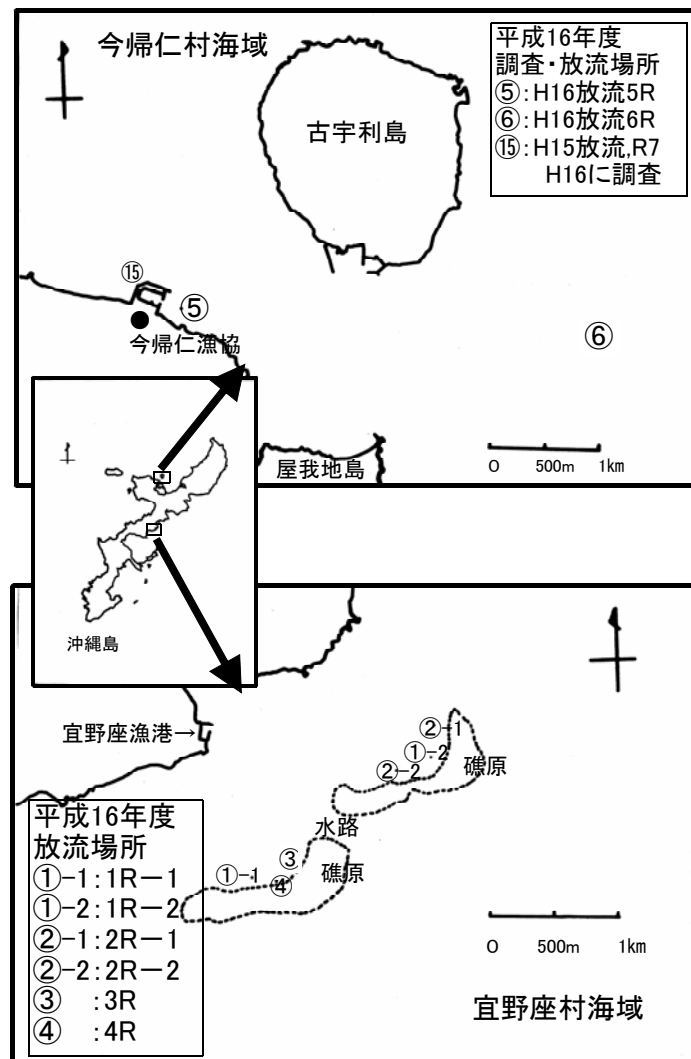 今帰仁村海域
平成16年度
調査・放流場所
⑤:H16放流5R
⑥:H16放流6R
⑮:H15放流,R7
H16に調査
古宇利島
⑮
⑤
⑥
今帰仁漁協
屋我地島
0 500m 1km
沖縄島
宜野座漁港→
②-1
①-2
②-2
礁原
水路
③
礁原
①-1
④
平成16年度
放流場所
①-1:1R-1
①-2:1R-2
②-1:2R-1
②-2:2R-2
③ :3R
④ :4R
0 500m 1km
宜野座村海域